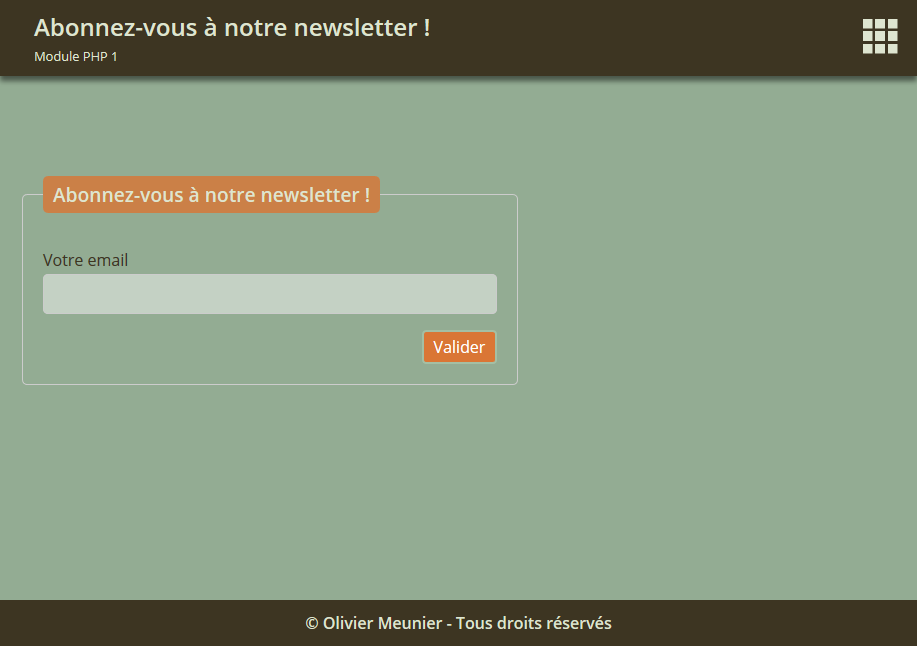 Abonnez-vous à notre newsletter !
Module PHP 1
Abonnez-vous à notre newsletter !
Votre email
Valider
© Olivier Meunier - Tous droits réservés